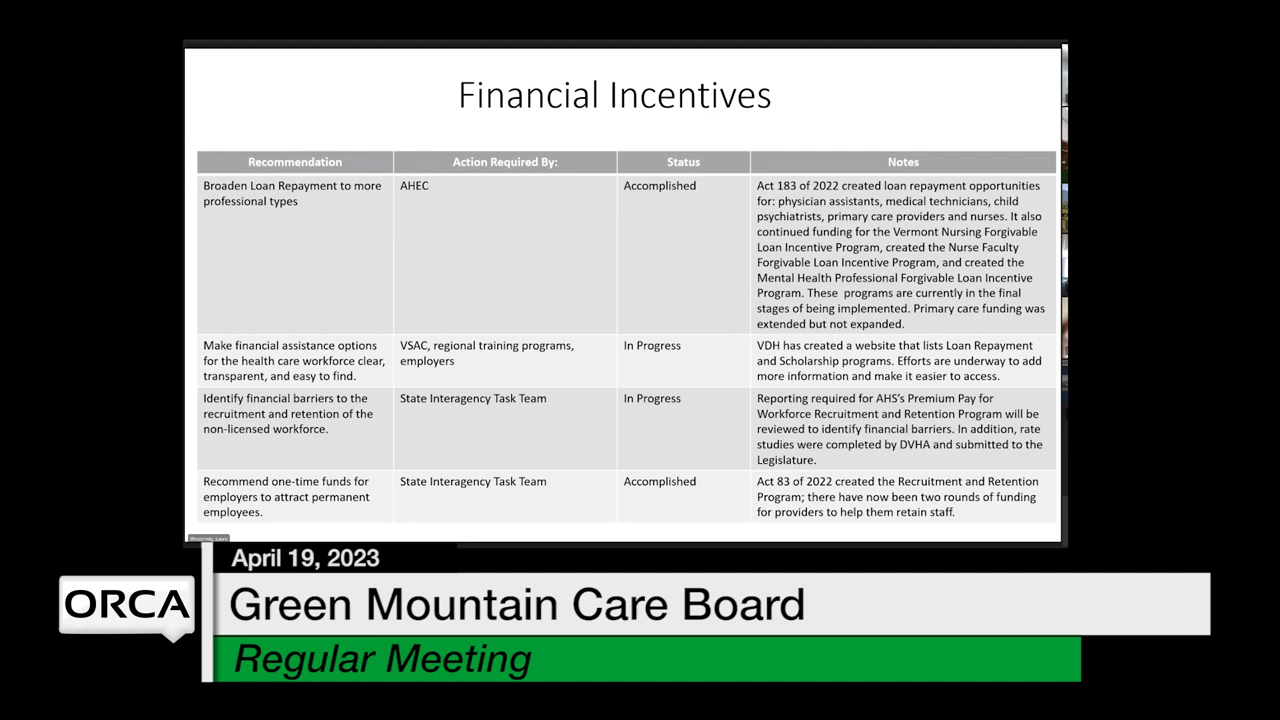 Financial Incentives
Recommendation
Action Required By:
Status
Notes
Broaden Loan Repayment to more
professional types
AHEC
Accomplished
Act 183 of 2022 created loan repayment opportunities
for: physician assistants, medical technicians, child
psychiatrists, primary care providers and nurses. It also
continued funding for the Vermont Nursing Forgivable
Loan Incentive Program, created the Nurse Faculty
Forgivable Loan Incentive Program, and created the
Mental Health Professional Forgivable Loan Incentive
Program. These programs are currently in the final
stages of being implemented. Primary care funding was
extended but not expanded.
Make financial assistance options
for the health care workforce clear,
transparent, and easy to find.
VSAC, regional training programs,
employers
In Progress
VDH has created a website that lists Loan Repayment
and Scholarship programs. Efforts are underway to add
more information and make it easier to access.
Identify financial barriers to the
recruitment and retention of the
non-licensed workforce.
State Interagency Task Team
In Progress
Reporting required for AHS's Premium Pay for
Workforce Recruitment and Retention Program will be
reviewed to identify financial barriers. In addition, rate
studies were completed by DVHA and submitted to the
Legislature.
Recommend one-time funds for
employers to attract permanent
employees.
State Interagency Task Team
Accomplished
Act 83 of 2022 created the Recruitment and Retention
Program; there have now been two rounds of funding
for providers to help them retain staff.
April 19, 2023
ORCA
Green Mountain Care Board
Regular Meeting